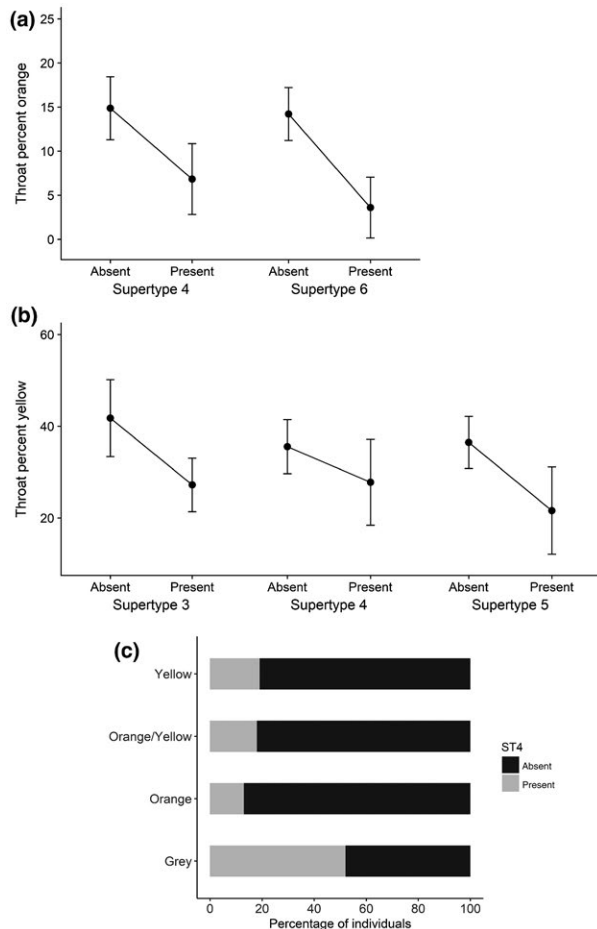 (a)
Throat percent orange
25
20
15
10
5
0
Absent Present Absent Present
Supertype 4 Supertype 6
(b)
Throat percent yellow
60
40
20
Absent Present Absent Present Absent Present
Supertype 3 Supertype 4 Supertype 5
(c)
Yellow
Orange/Yellow
Orange
Grey
ST4
Absent
Present
0 20 40 60 80 100
Percentage of individuals